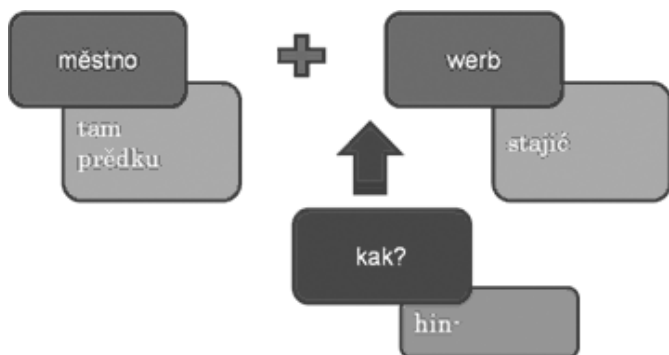 městno
tam
prědku
werb
stajić
kak?
hin-